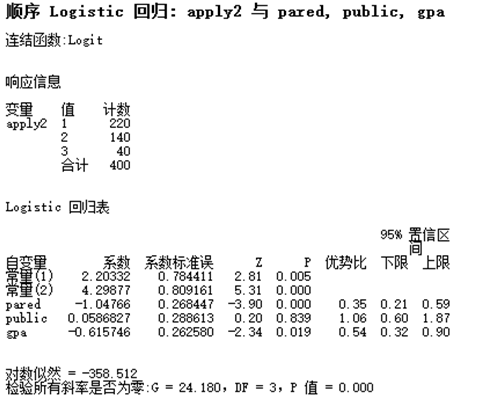 顺序 Logistic 回归: apply2 与 pared, public, gpa
连结函数:Logit
响应信息
变量 值 计数
apply2 1 220
2 140
3 40
合计 400
Logistic 回归表
95% 置信区
间
自变量 系数 系数标准误 Z P 优势比 下限 上限
常量(1) 2.20332 0.784411 2.81 0.005
常量(2) 4.29877 0.809161 5.31 0.000
pared -1.04766 0.268447 -3.90 0.000 0.35 0.21 0.59
public 0.0586827 0.288613 0.20 0.839 1.06 0.60 1.87
gpa -0.615746 0.262580 -2.34 0.019 0.54 0.32 0.90
对数似然 = -358.512
检验所有斜率是否为零:G = 24.180, DF = 3, P 值 = 0.000